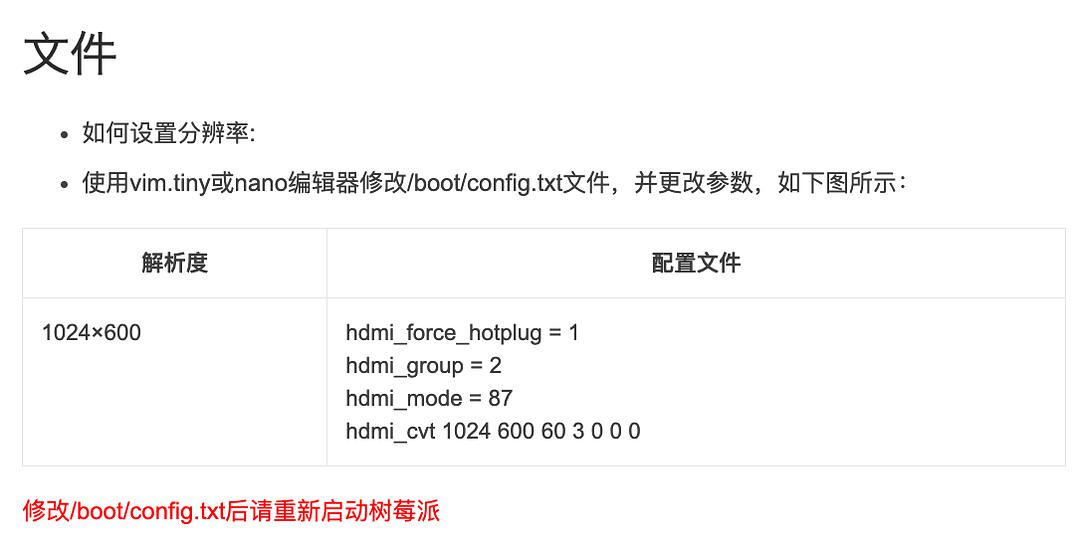 文件
如何设置分辨率:
使用vim.tiny或nano编辑器修改/boot/config.txt文件，并更改参数，如下图所示：
解析度 配置文件
1024×600 hdmi_force_hotplug = 1
hdmi_group = 2
hdmi_mode = 87
hdmi_cvt 1024 600 60 3 0 0 0
修改/boot/config.txt后请重新启动树莓派